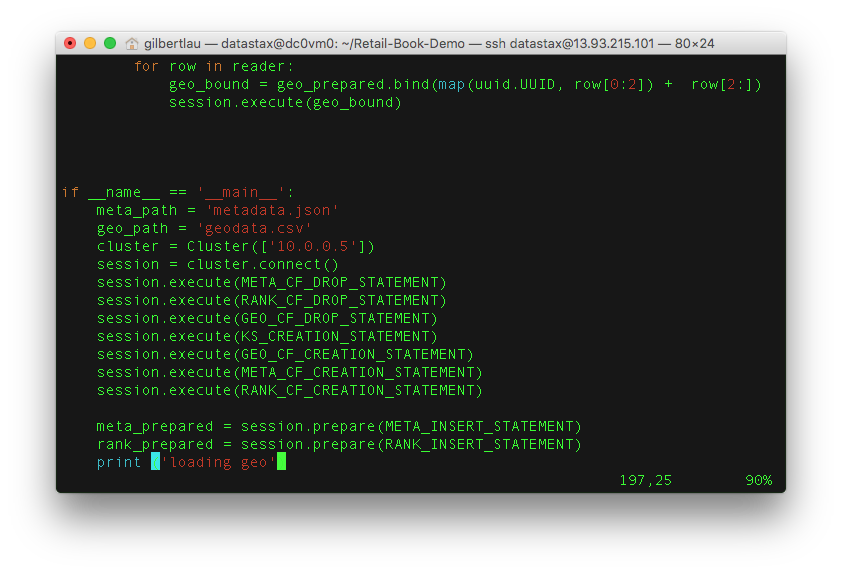 gilbertlau — datastax@dc0vm0: ~/Retail-Book-Demo — ssh datastax@13.93.215.101 — 80×24
        for row in reader:
            geo_bound = geo_prepared.bind(map(uuid.UUID, row[0:2]) +  row[2:])
            session.execute(geo_bound)
if __name__ == '__main__':
    meta_path = 'metadata.json'
    geo_path = 'geodata.csv'
    cluster = Cluster(['10.0.0.5'])
    session = cluster.connect()
    session.execute(META_CF_DROP_STATEMENT)
    session.execute(RANK_CF_DROP_STATEMENT)
    session.execute(GEO_CF_DROP_STATEMENT)
    session.execute(KS_CREATION_STATEMENT)
    session.execute(GEO_CF_CREATION_STATEMENT)
    session.execute(META_CF_CREATION_STATEMENT)
    session.execute(RANK_CF_CREATION_STATEMENT)
    meta_prepared = session.prepare(META_INSERT_STATEMENT)
    rank_prepared = session.prepare(RANK_INSERT_STATEMENT)
    print 'loading geo'
197,25 90%